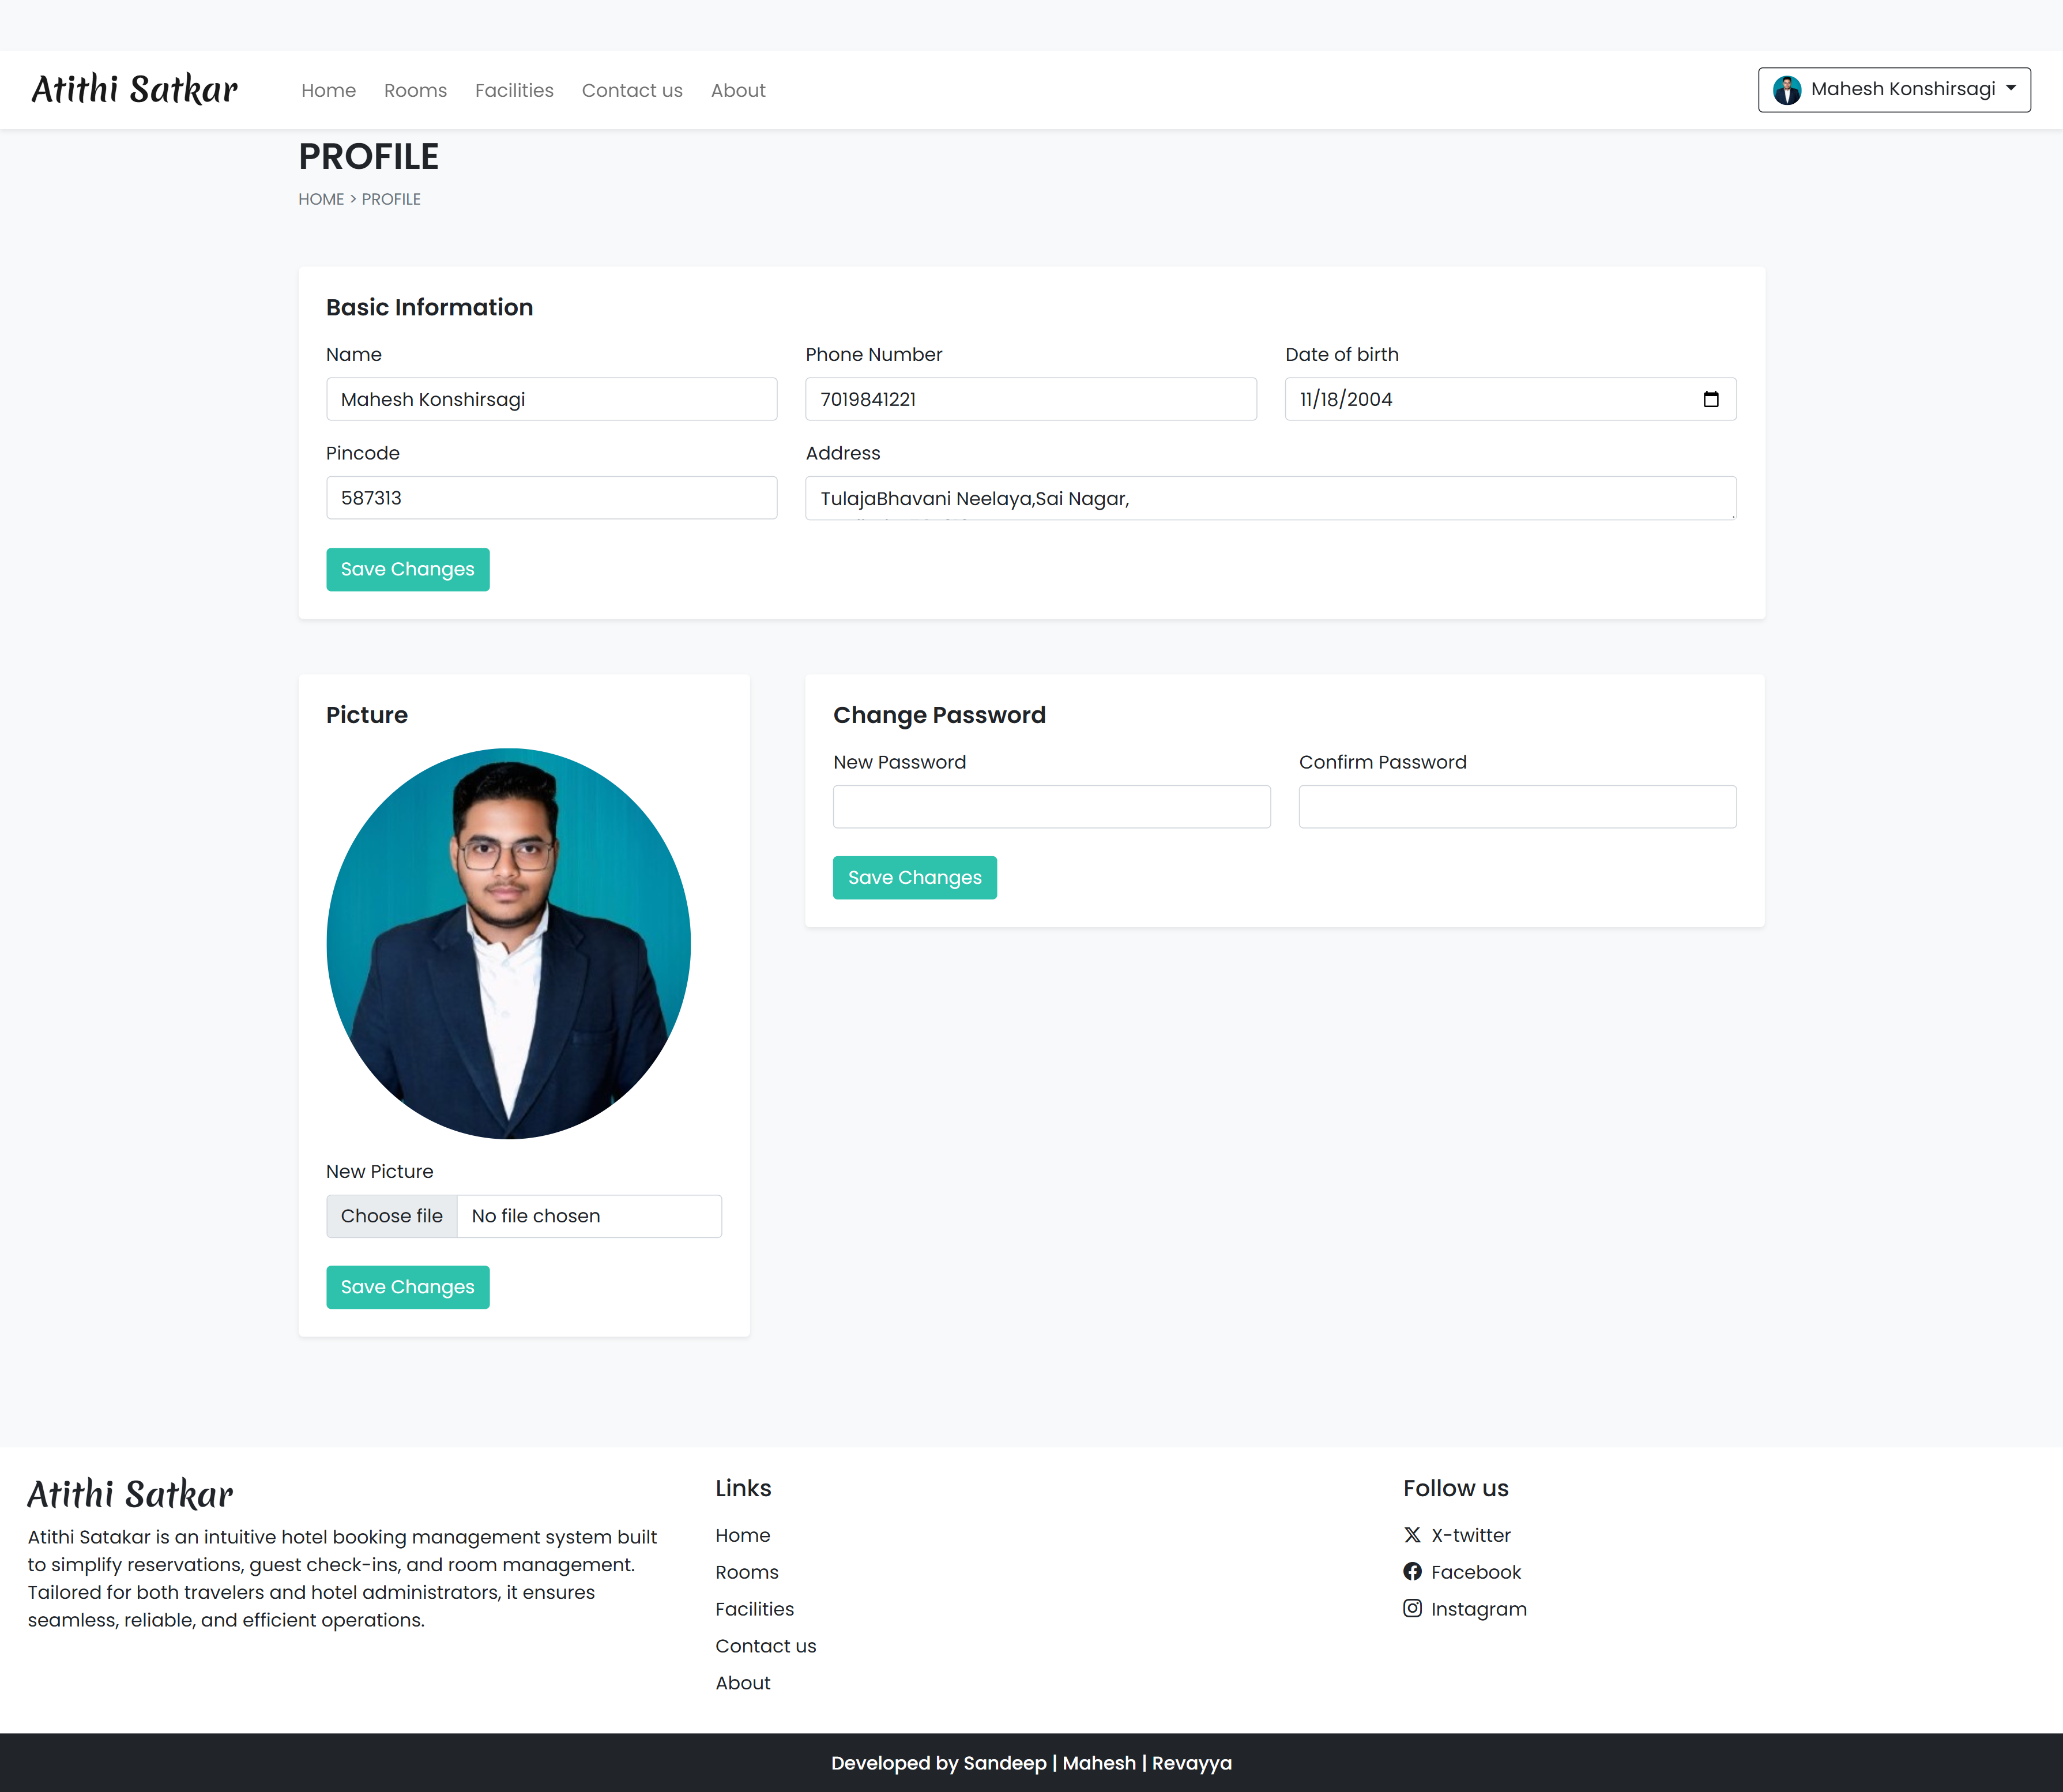 Atithi Satkar
Home
Rooms
Facilities
Contact us
About
Mahesh Konshirsagi
PROFILE
HOME > PROFILE
Basic Information
Name
Phone Number
Date of birth
Mahesh Konshirsagi
7019841221
11/18/2004
Pincode
Address
587313
TulajaBhavani Neelaya,Sai Nagar,
Save Changes
Picture
New Picture
Choose file
No file chosen
Save Changes
Change Password
New Password
Confirm Password
Save Changes
Atithi Satkar
Atithi Satakar is an intuitive hotel booking management system built
to simplify reservations, guest check-ins, and room management.
Tailored for both travelers and hotel administrators, it ensures
seamless, reliable, and efficient operations.
Links
Home
Rooms
Facilities
Contact us
About
Follow us
X-twitter
Facebook
Instagram
Developed by Sandeep | Mahesh | Revayya